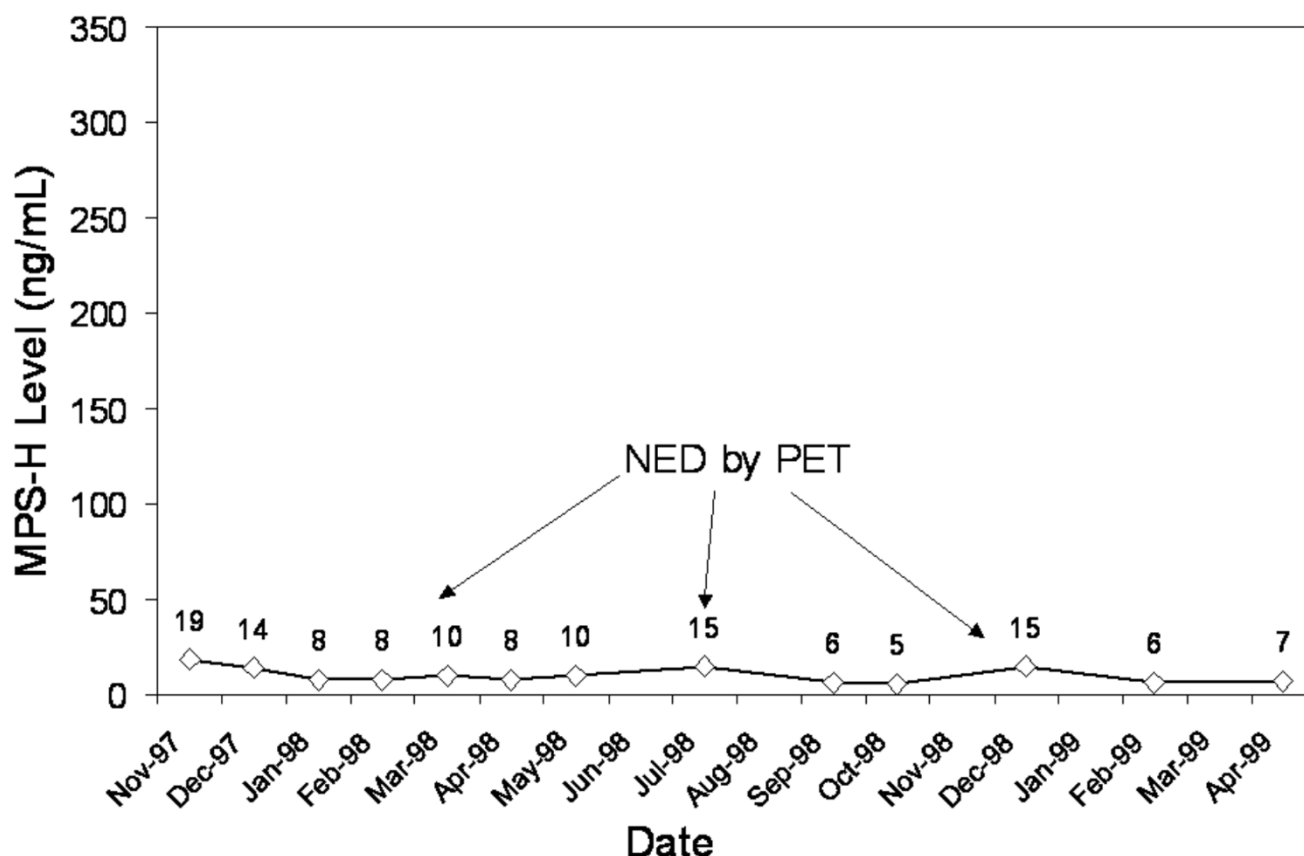 MPS-H Level (ng/mL)
350
300
250
200
150
100
50
0
NED by PET
19
14
8
8
10
8
10
15
6
5
15
6
7
Nov-97
Dec-97
Jan-98
Feb-98
Mar-98
Apr-98
May-98
Jun-98
Jul-98
Aug-98
Sep-98
Oct-98
Nov-98
Dec-98
Jan-99
Feb-99
Mar-99
Apr-99
Date